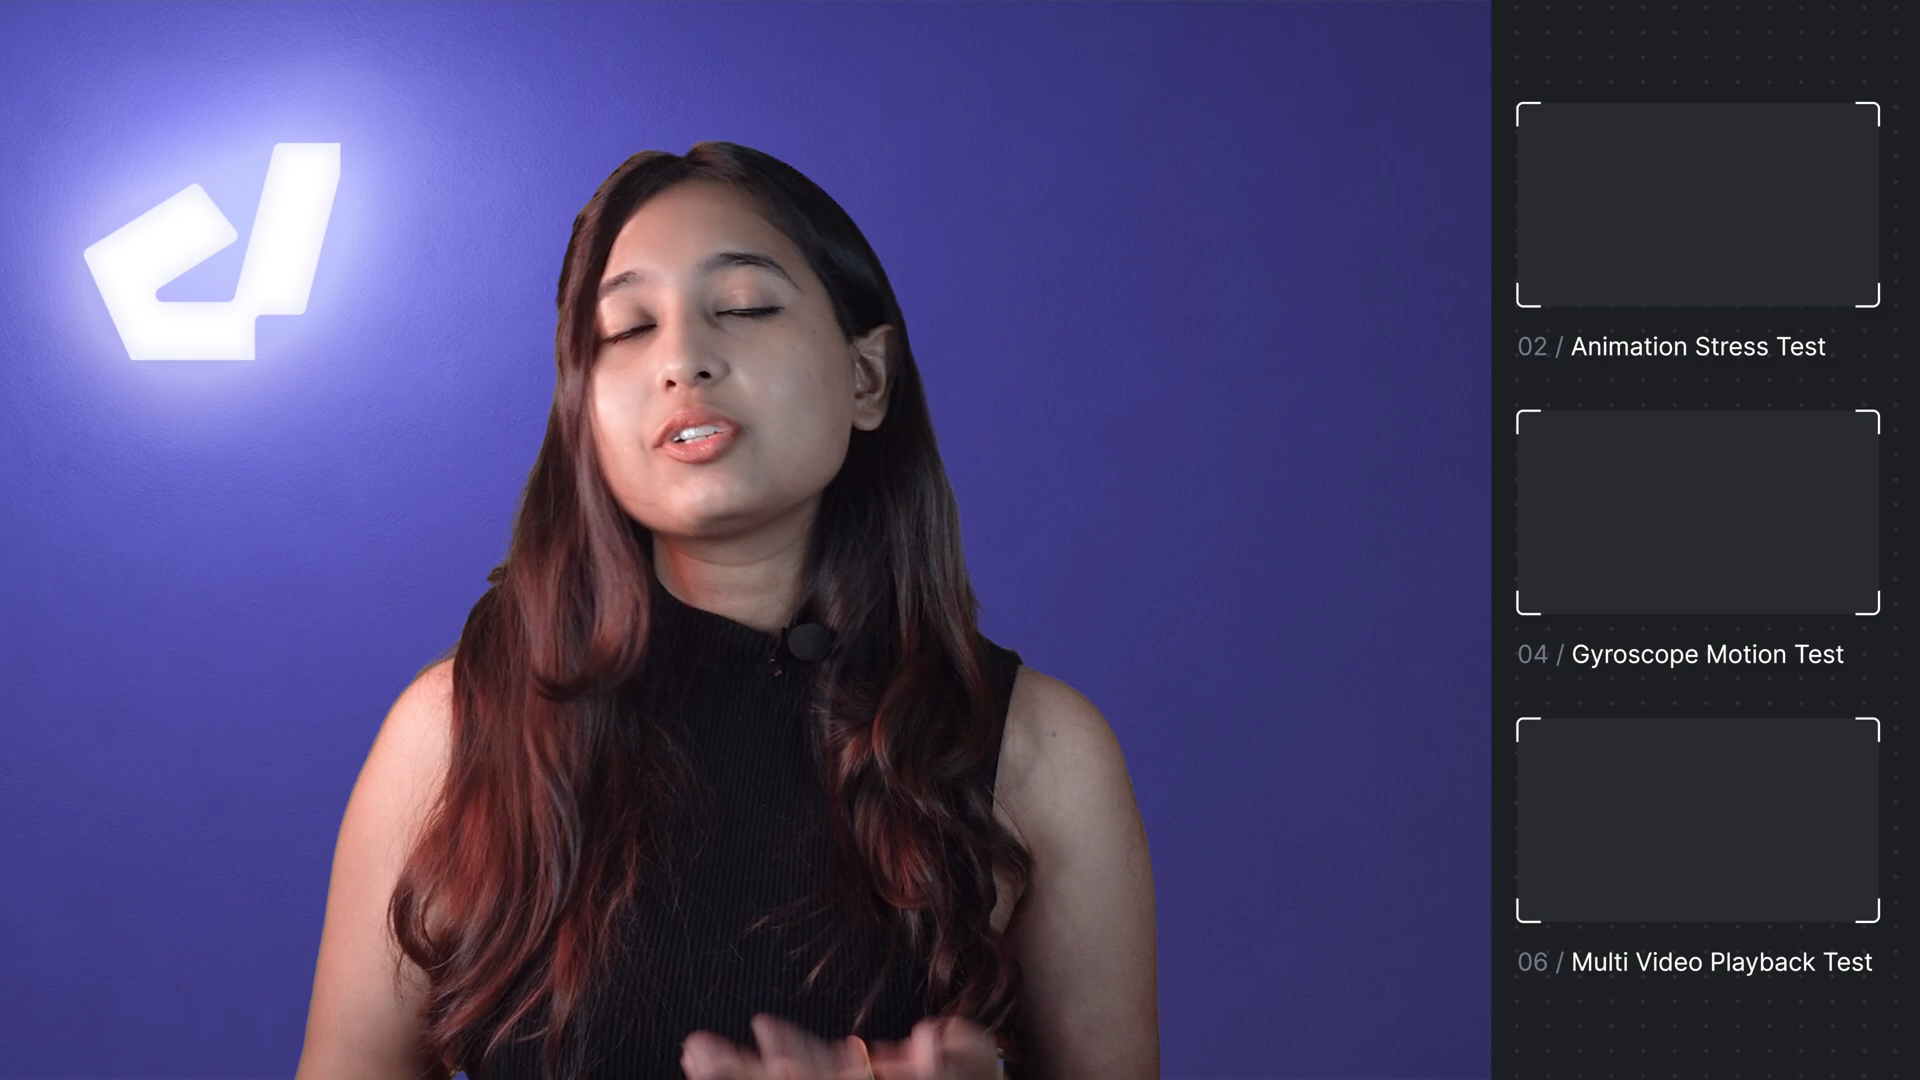 02 / Animation Stress Test
04 / Gyroscope Motion Test
06 / Multi Video Playback Test